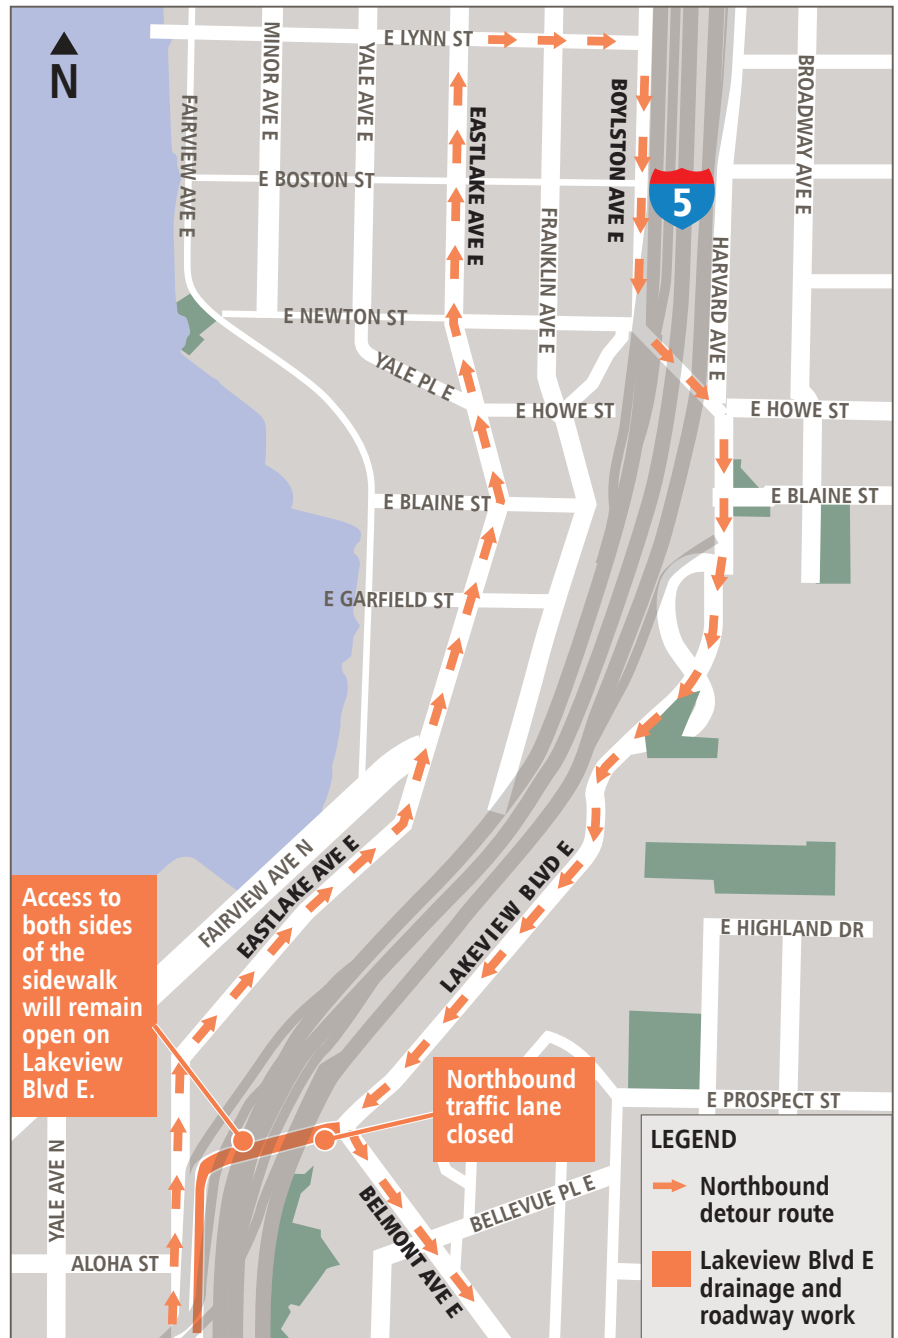 N
E LYNN ST
MINOR AVE E
YALE AVE E
FAIRVIEW AVE E
EASTLAKE AVE E
BOYLSTON AVE E
BROADWAY AVE E
E BOSTON ST
5
FRANKLIN AVE E
HARVARD AVE E
E NEWTON ST
YALE PL E
E HOWE ST
E HOWE ST
E BLAINE ST
E BLAINE ST
E GARFIELD ST
FAIRVIEW AVE N
EASTLAKE AVE E
LAKEVIEW BLVD E
Access to
both sides
of the
sidewalk
will remain
open on
Lakeview
Blvd E.
E HIGHLAND DR
Northbound
traffic lane
closed
E PROSPECT ST
YALE AVE N
ALOHA ST
BELMONT AVE E
BELLEVUE PL E
LEGEND
Northbound
detour route
Lakeview Blvd E
drainage and
roadway work